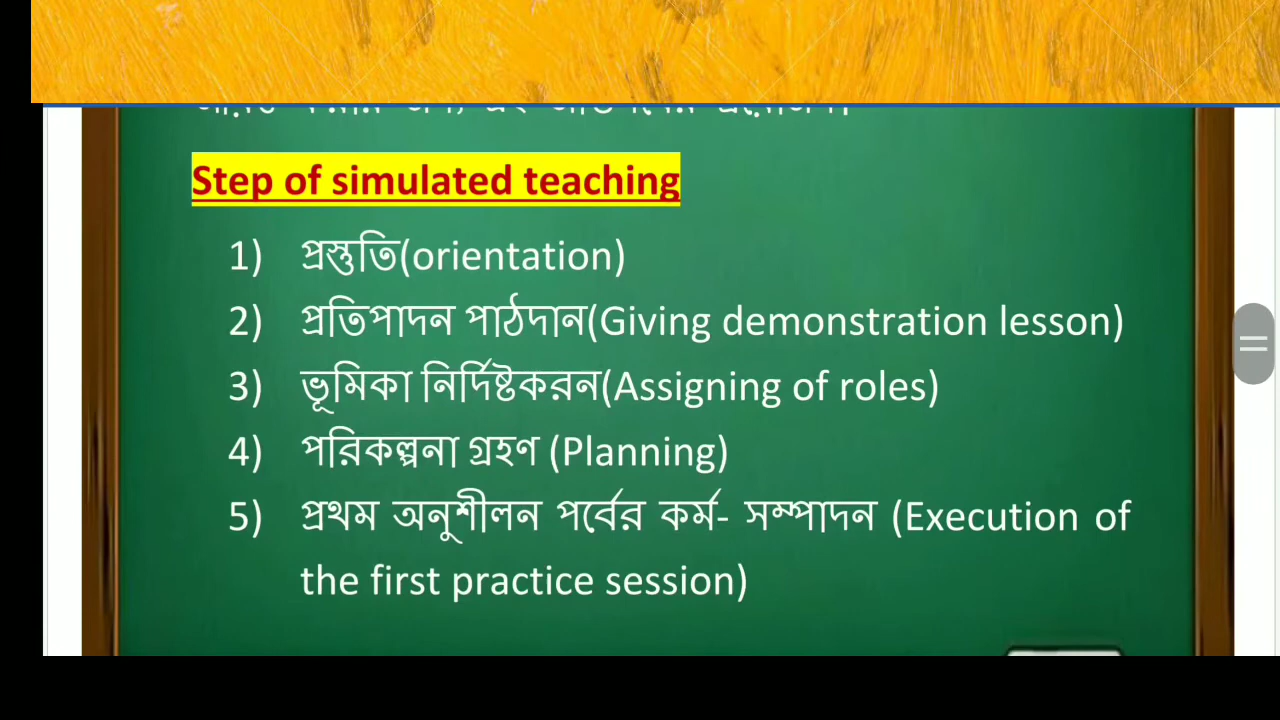 Step of simulated teaching
1) প্রস্তুতি(orientation)
2) প্রতিপাদন পাঠদান(Giving demonstration lesson)
3) ভূমিকা নির্দিষ্টকরন(Assigning of roles)
4) পরিকল্পনা গ্রহণ (Planning)
5) প্রথম অনুশীলন পর্বের কর্ম- সম্পাদন (Execution of
the first practice session)